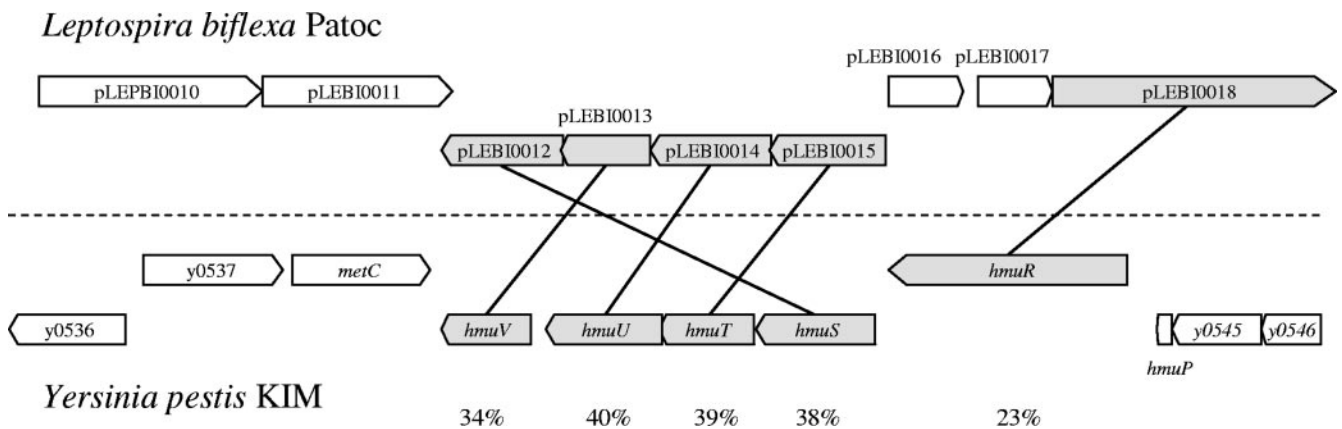 Leptospira biflexa Patoc
pLEBI0016 pLEBI0017
pLEPBI0010 pLEBI0011 pLEBI0018
pLEBI0013
pLEBI0012 pLEBI0014 pLEBI0015
y0537 metC hmuR
y0536 hmuV hmuU hmuT hmuS y0545 y0546
hmuP
Yersinia pestis KIM
34% 40% 39% 38% 23%